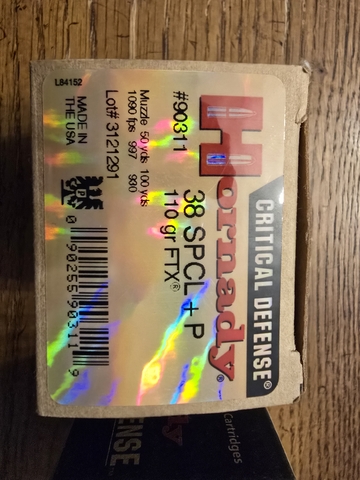 CRITICAL DEFENSE®
Hornady®
38 SPCL + P
#90311 110 gr FTX®
Muzzle 50 yds 100 yds
1090 fps 997 930
Lot# 3121291
MADE IN
THE USA
0 90255 90311 9
L84152
Cartridges
ENSE